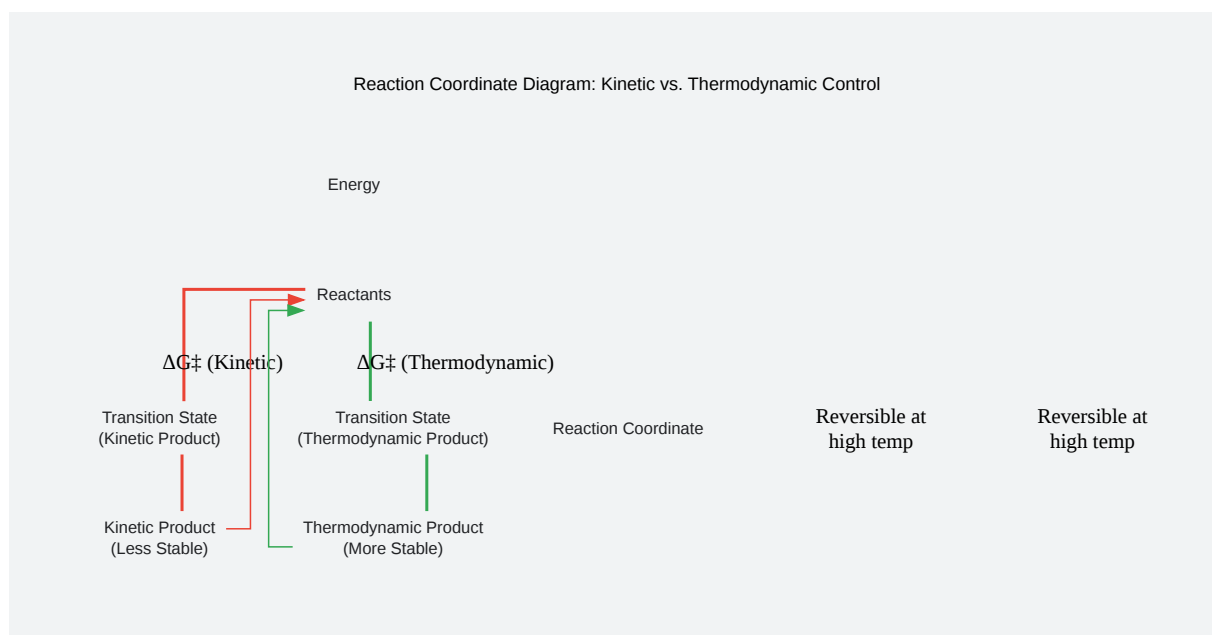 Reaction Coordinate Diagram: Kinetic vs. Thermodynamic Control
Energy
Reactants
ΔG‡ (Kinetic)
ΔG‡ (Thermodynamic)
Transition State
(Kinetic Product)
Transition State
(Thermodynamic Product)
Reaction Coordinate
Reversible at
high temp
Reversible at
high temp
Kinetic Product
(Less Stable)
Thermodynamic Product
(More Stable)